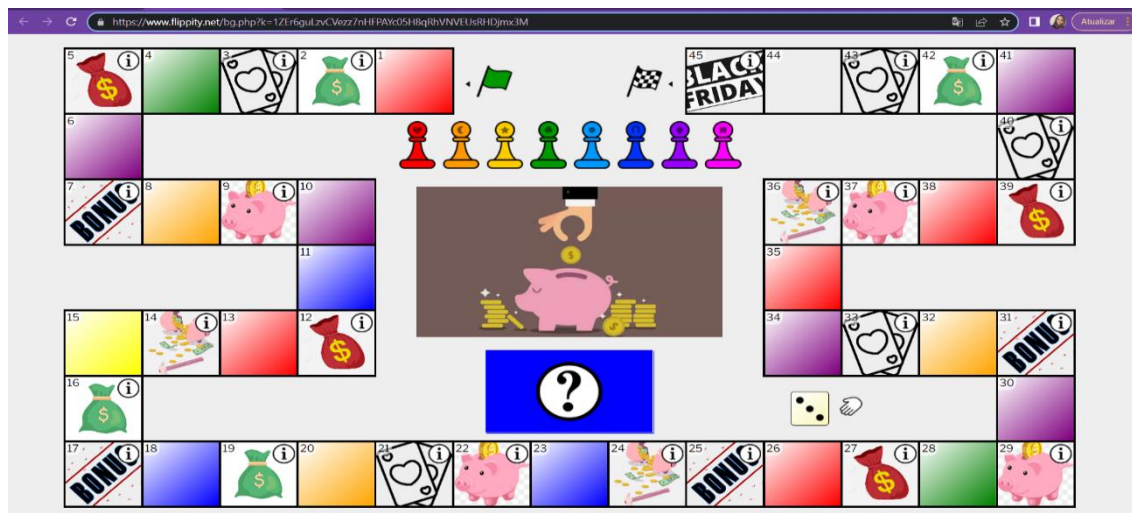 https://www.flippity.net/bg.php?k=1ZEr6guLzvCVezz7nHFPAYc05H8qRhVNVEUsRHDjmx3M
Atualizar
5 i 4 3 i 2 i 1 45 BLACK FRIDAY i 44 43 i 42 i 41
6 40 i
7 BONUS i 8 9 i 10 36 i 37 i 38 39 $ i
11 35
15 14 i 13 12 $ i 34 33 i 32 31 BONUS i
16 $ i ? 30
17 BONUS i 18 19 $ i 20 21 i 22 i 23 24 i 25 BONUS i 26 27 $ i 28 29 i